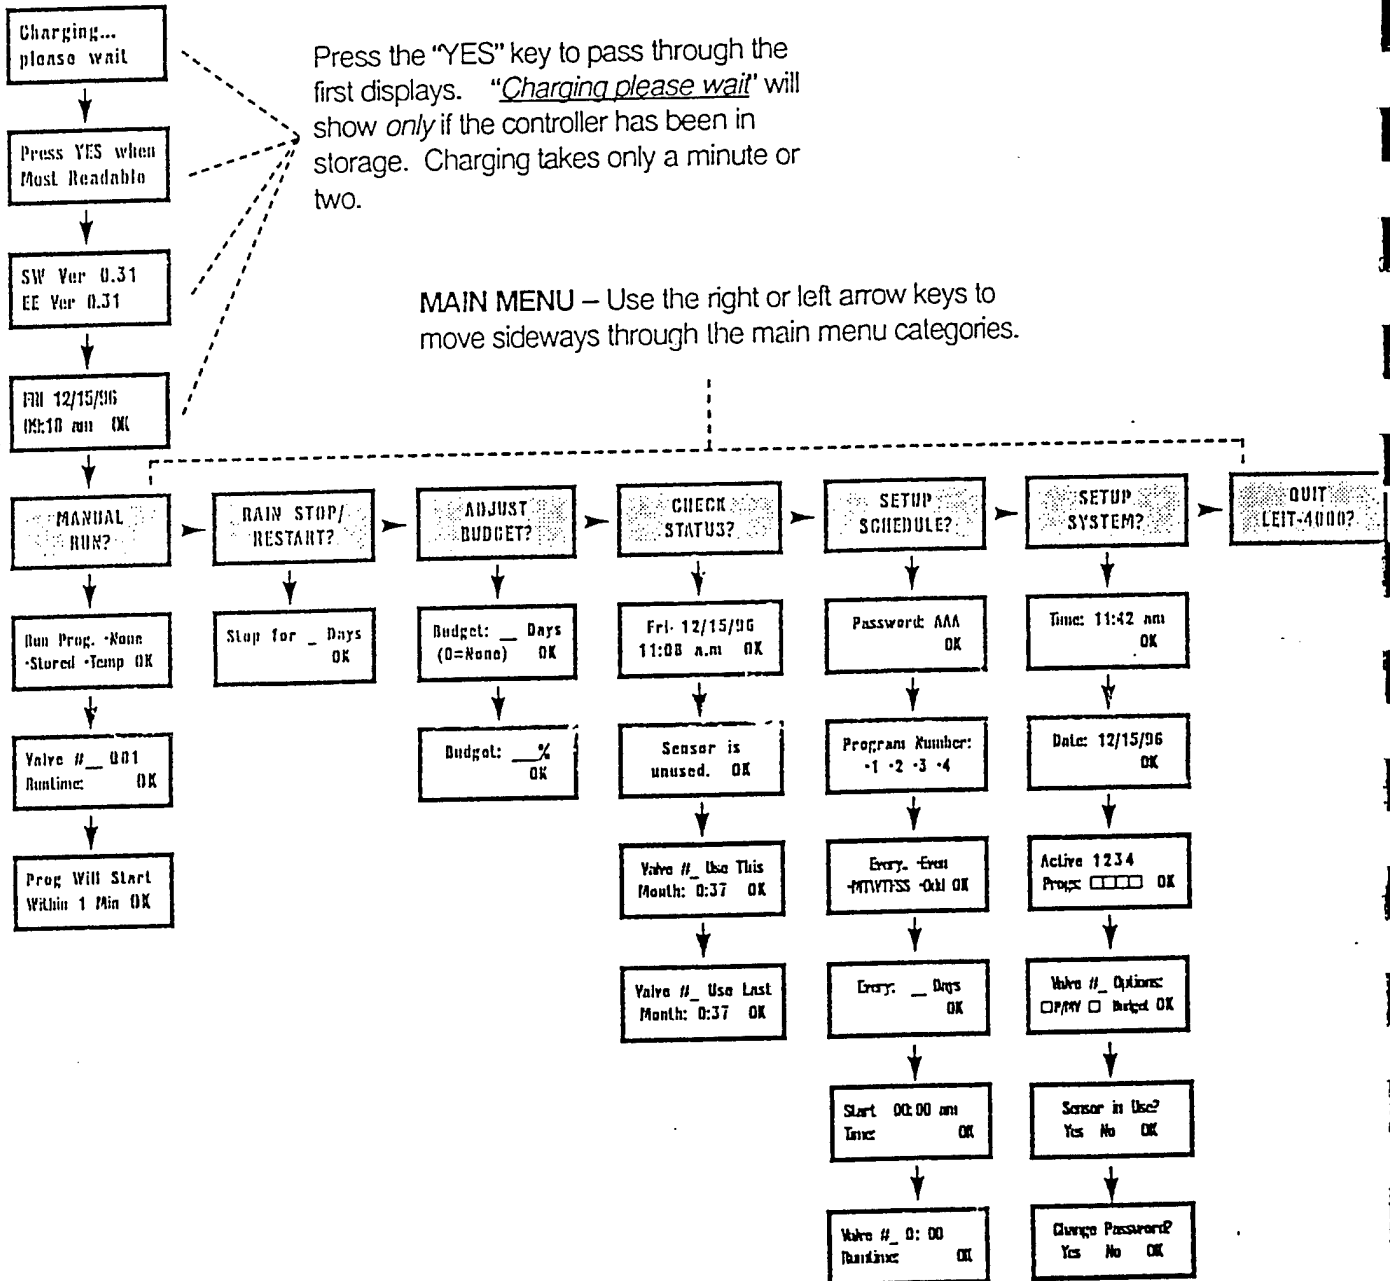 Charging...
please wait
Press the "YES" key to pass through the
first displays. "Charging please wait" will
show only if the controller has been in
storage. Charging takes only a minute or
two.
Press YES when
Most Readable
SW Ver 0.31
EE Ver 0.31
MAIN MENU – Use the right or left arrow keys to
move sideways through the main menu categories.
12/15/96
am OK
MANUAL
RUN?
RAIN STOP/
RESTART?
ADJUST
BUDGET?
CHECK
STATUS?
SETUP
SCHEDULE?
SETUP
SYSTEM?
QUIT
LEIT-4000?
Run Prog. •None
•Stored •Temp OK
Valve #_ 001
Runtime: OK
Prog Will Start
Within 1 Min OK
Stop for _ Days
OK
Budget: __ Days
(0=None) OK
Budget: __%
OK
Fri. 12/15/96
11:08 a.m OK
Sensor is
unused. OK
Valve #_ Use This
Month: 0:37 OK
Valve #_ Use Last
Month: 0:37 OK
Password: AAA
OK
Program Number:
•1 •2 •3 •4
Every. •Even
•MTWTFSS •Odd OK
Every: __ Days
OK
Start 00:00 am
Time: OK
Valve #_ 0: 00
Runtime: OK
Time: 11:42 am
OK
Date: 12/15/96
OK
Active 1234
Progs: □□□□ OK
Valve #_ Options:
□P/MV □ Budget OK
Sensor in Use?
Yes No OK
Change Password?
Yes No OK